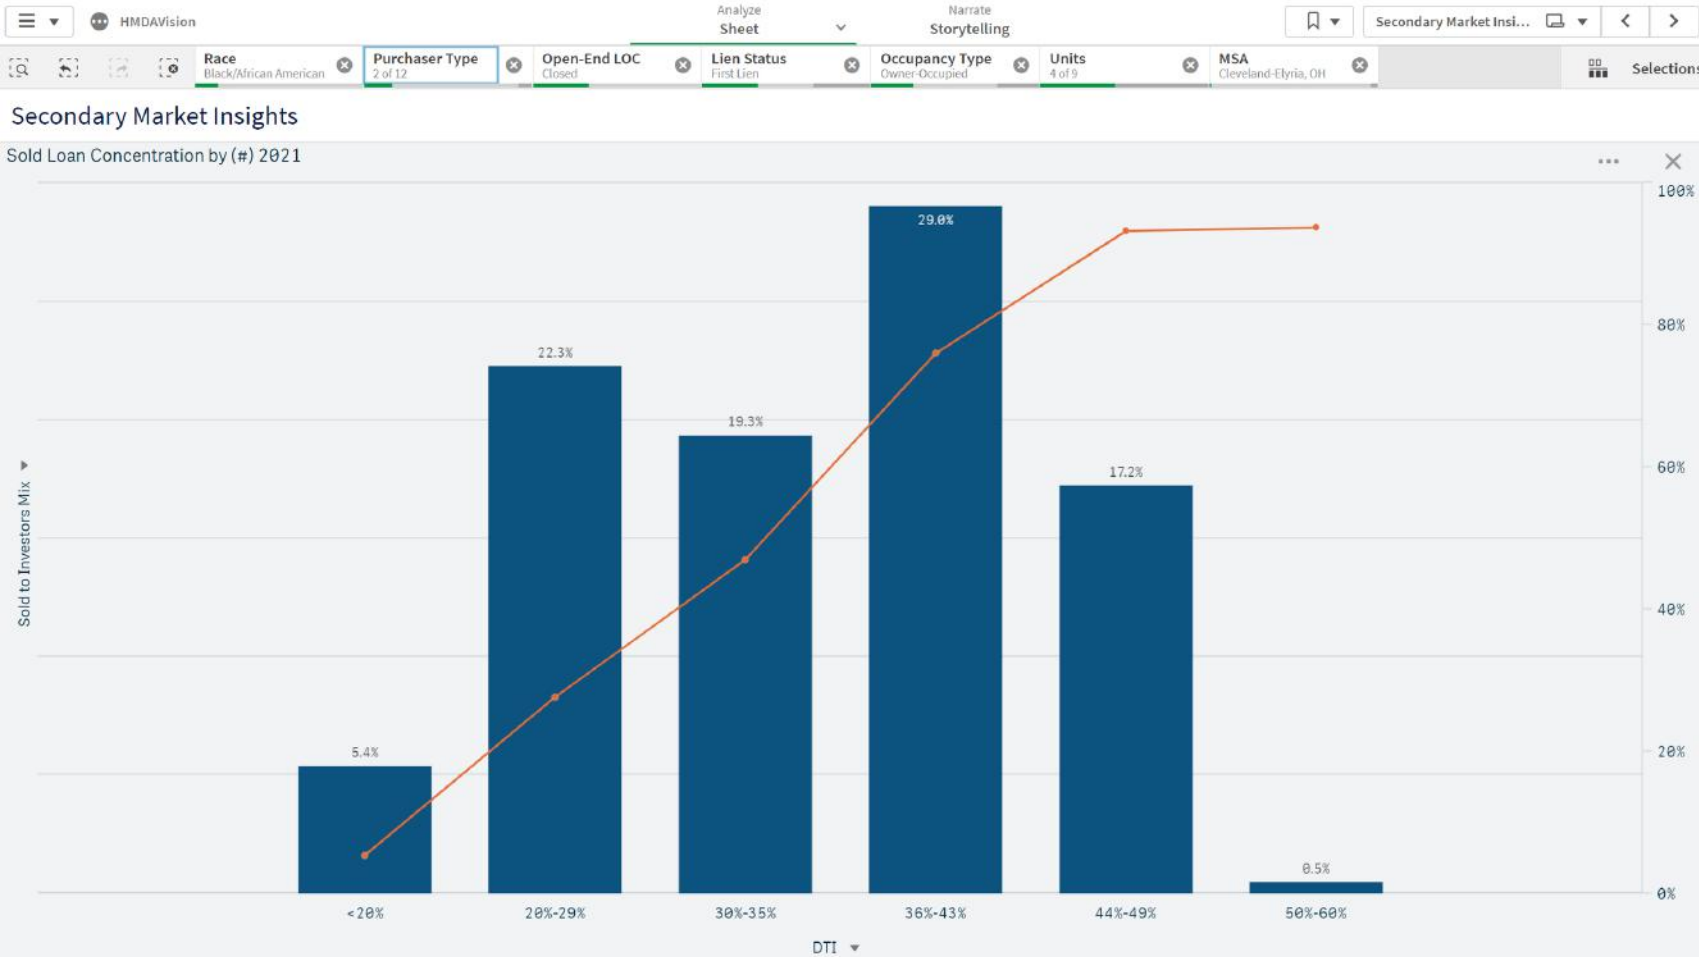 HMDAVision
Analyze
Sheet
Narrate
Storytelling
Secondary Market Insi...
Race
Black/African American
Purchaser Type
2 of 12
Open-End LOC
Closed
Lien Status
First Lien
Occupancy Type
Owner-Occupied
Units
4 of 9
MSA
Cleveland-Elyria, OH
Selections
Secondary Market Insights
Sold Loan Concentration by (#) 2021
Sold to Investors Mix
5.4%
22.3%
19.3%
29.0%
17.2%
0.5%
100%
80%
60%
40%
20%
0%
<20%
20%-29%
30%-35%
36%-43%
44%-49%
50%-60%
DTI